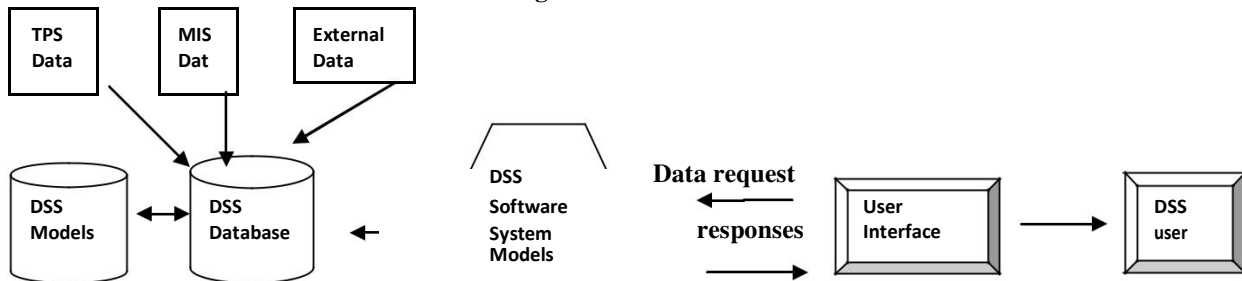 TPS
Data
MIS
Dat
External
Data
DSS
Models
DSS
Database
DSS
Software
System
Models
Data request
responses
User
Interface
DSS
user